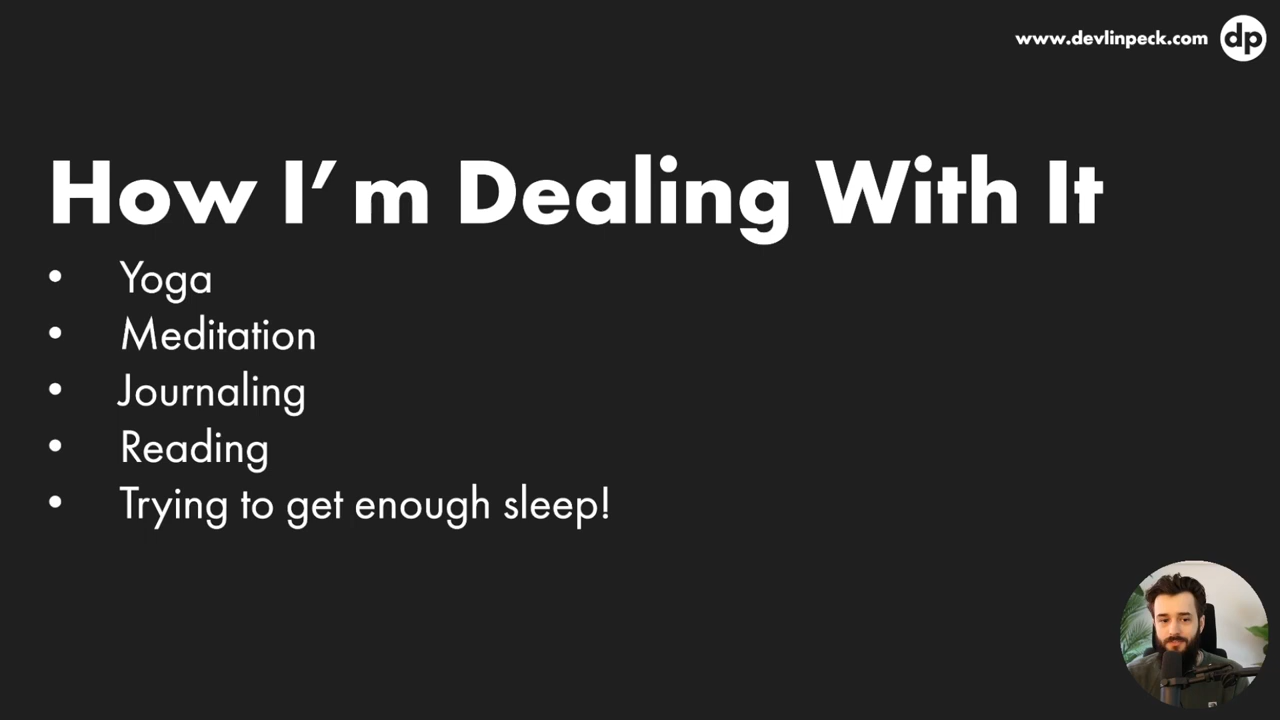 www.devlinpeck.com dp
How I’m Dealing With It
• Yoga
• Meditation
• Journaling
• Reading
• Trying to get enough sleep!